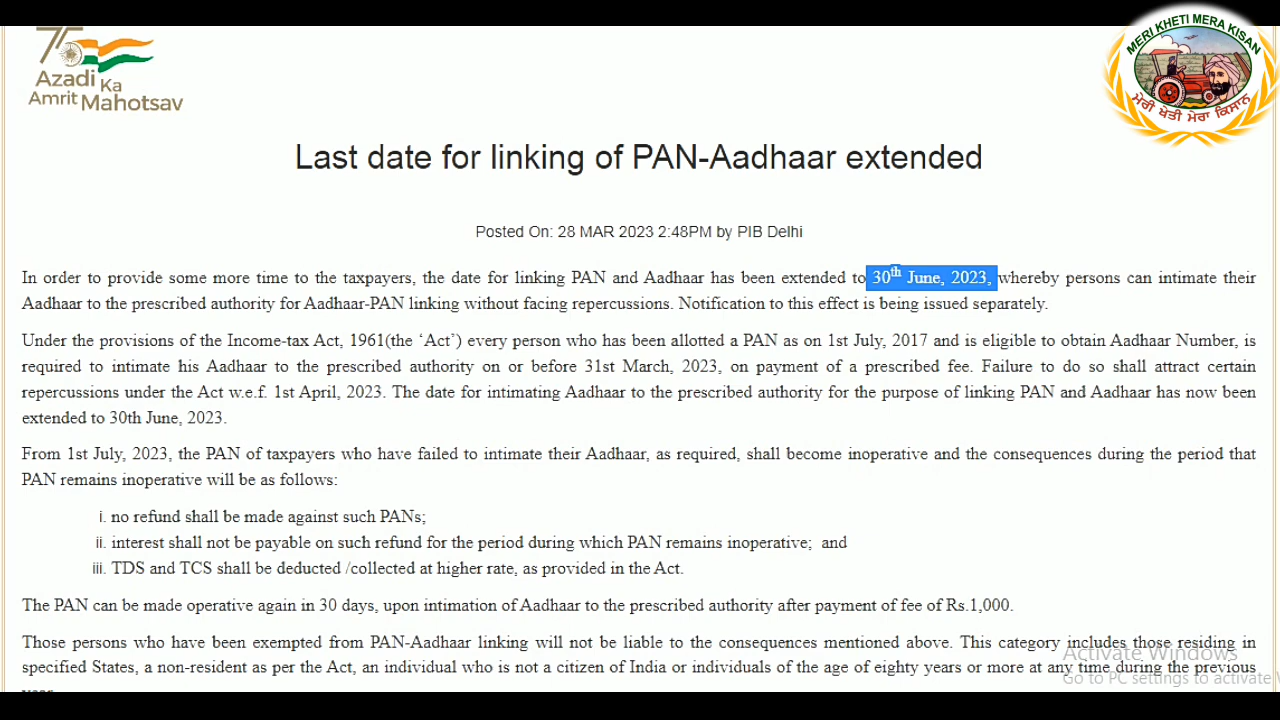 75
Azadi Ka
Amrit Mahotsav
MERI KHETI MERA KISAN
ਮੇਰੀ ਖੇਤੀ ਮੇਰਾ ਕਿਸਾਨ
Last date for linking of PAN-Aadhaar extended
Posted On: 28 MAR 2023 2:48PM by PIB Delhi
In order to provide some more time to the taxpayers, the date for linking PAN and Aadhaar has been extended to 30th June, 2023, whereby persons can intimate their
Aadhaar to the prescribed authority for Aadhaar-PAN linking without facing repercussions. Notification to this effect is being issued separately.
Under the provisions of the Income-tax Act, 1961(the ‘Act’) every person who has been allotted a PAN as on 1st July, 2017 and is eligible to obtain Aadhaar Number, is
required to intimate his Aadhaar to the prescribed authority on or before 31st March, 2023, on payment of a prescribed fee. Failure to do so shall attract certain
repercussions under the Act w.e.f. 1st April, 2023. The date for intimating Aadhaar to the prescribed authority for the purpose of linking PAN and Aadhaar has now been
extended to 30th June, 2023.
From 1st July, 2023, the PAN of taxpayers who have failed to intimate their Aadhaar, as required, shall become inoperative and the consequences during the period that
PAN remains inoperative will be as follows:
i. no refund shall be made against such PANs;
ii. interest shall not be payable on such refund for the period during which PAN remains inoperative; and
iii. TDS and TCS shall be deducted /collected at higher rate, as provided in the Act.
The PAN can be made operative again in 30 days, upon intimation of Aadhaar to the prescribed authority after payment of fee of Rs.1,000.
Those persons who have been exempted from PAN-Aadhaar linking will not be liable to the consequences mentioned above. This category includes those residing in
specified States, a non-resident as per the Act, an individual who is not a citizen of India or individuals of the age of eighty years or more at any time during the previous
Activate Windows
Go to PC settings to activate